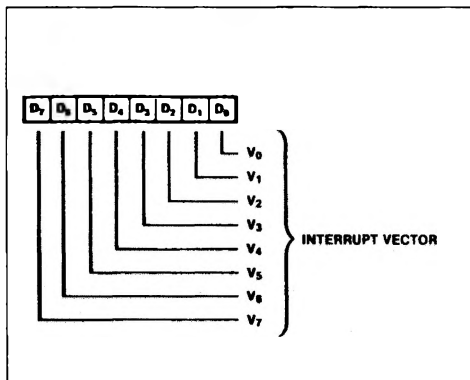 D₇ D₆ D₅ D₄ D₃ D₂ D₁ D₀
V₀
V₁
V₂
V₃
V₄
INTERRUPT VECTOR
V₅
V₆
V₇